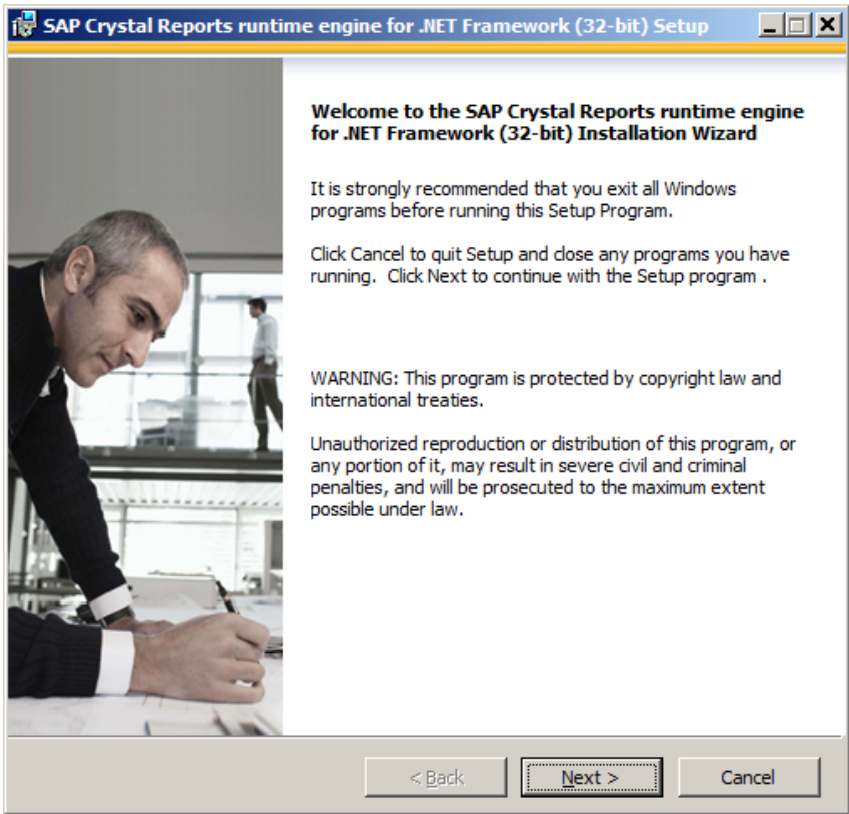 SAP Crystal Reports runtime engine for .NET Framework (32-bit) Setup
Welcome to the SAP Crystal Reports runtime engine
for .NET Framework (32-bit) Installation Wizard
It is strongly recommended that you exit all Windows
programs before running this Setup Program.
Click Cancel to quit Setup and close any programs you have
running.  Click Next to continue with the Setup program .
WARNING: This program is protected by copyright law and
international treaties.
Unauthorized reproduction or distribution of this program, or
any portion of it, may result in severe civil and criminal
penalties, and will be prosecuted to the maximum extent
possible under law.
< Back Next > Cancel